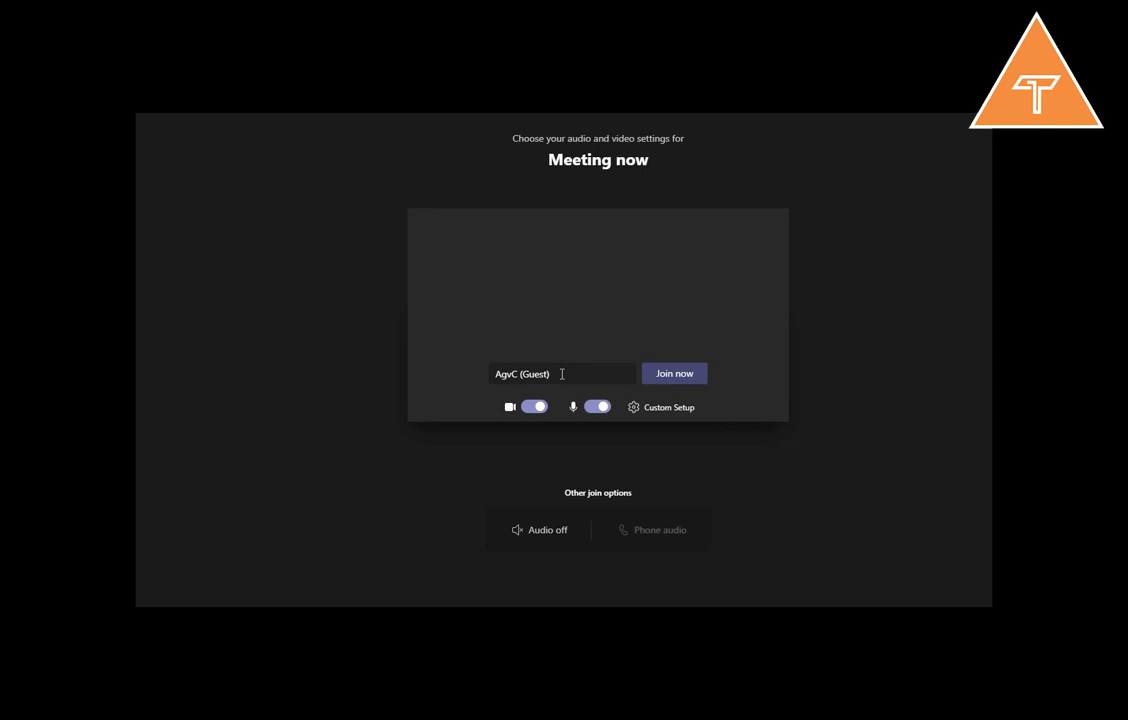 T
Choose your audio and video settings for
Meeting now
AgvC (Guest)
Join now
Custom Setup
Other join options
Audio off
Phone audio